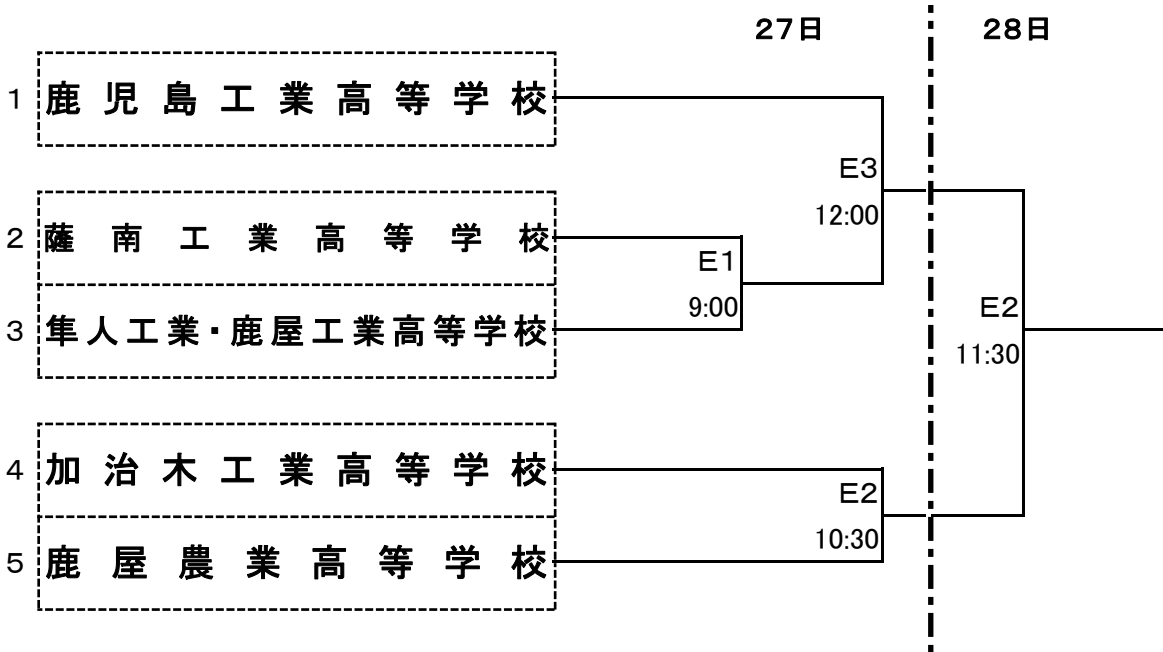 27日
28日
1 鹿児島工業高等学校
E3
12:00
2 薩南工業高等学校
E1
9:00
3 隼人工業・鹿屋工業高等学校
E2
11:30
4 加治木工業高等学校
E2
10:30
5 鹿屋農業高等学校